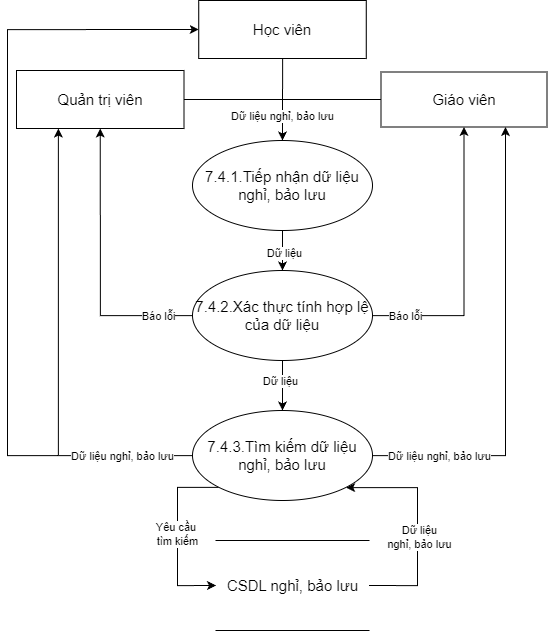 Học viên
Quản trị viên
Giáo viên
Dữ liệu nghỉ, bảo lưu
7.4.1.Tiếp nhận dữ liệu
nghỉ, bảo lưu
Dữ liệu
7.4.2.Xác thực tính hợp lệ
của dữ liệu
Báo lỗi
Báo lỗi
Dữ liệu
7.4.3.Tìm kiếm dữ liệu
nghỉ, bảo lưu
Dữ liệu nghỉ, bảo lưu
Dữ liệu nghỉ, bảo lưu
Yêu cầu
tìm kiếm
Dữ liệu
nghỉ, bảo lưu
CSDL nghỉ, bảo lưu